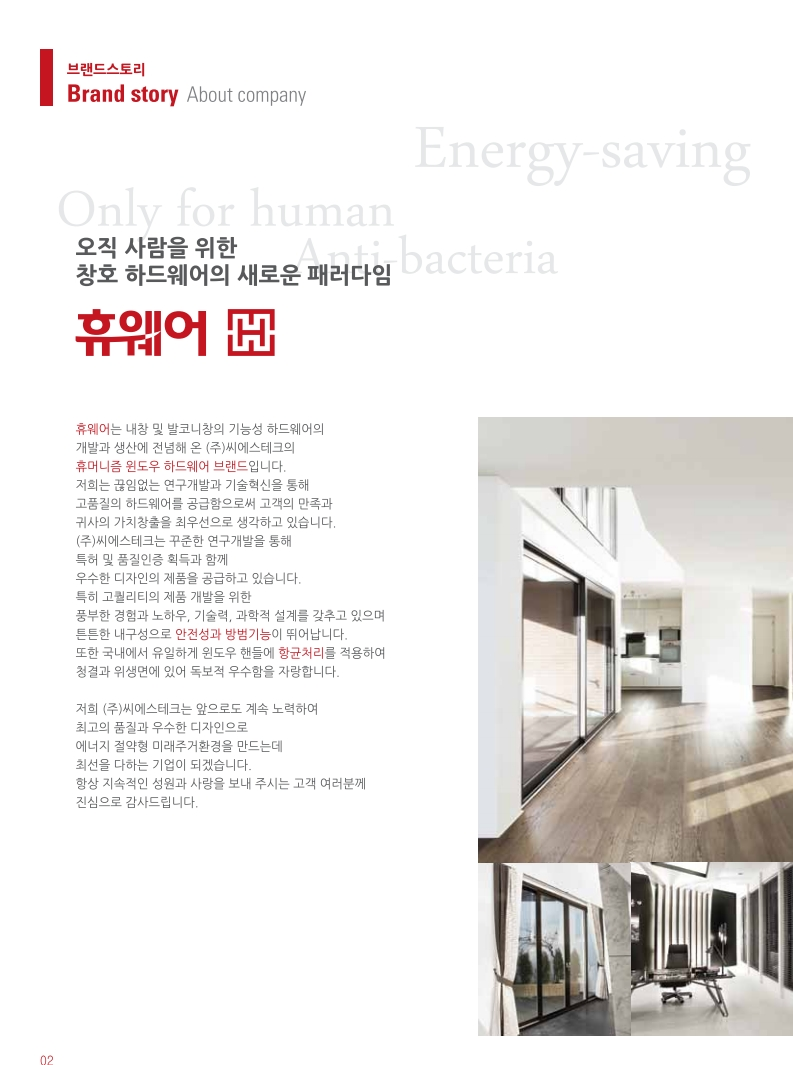 브랜드스토리
Brand story About company
Energy-saving
Only for human
Anti-bacteria
오직 사람을 위한
창호 하드웨어의 새로운 패러다임
휴웨어
휴웨어는 내창 및 발코니창의 기능성 하드웨어의
개발과 생산에 전념해 온 (주)씨에스테크의
휴머니즘 윈도우 하드웨어 브랜드입니다.
저희는 끊임없는 연구개발과 기술혁신을 통해
고품질의 하드웨어를 공급함으로써 고객의 만족과
귀사의 가치창출을 최우선으로 생각하고 있습니다.
(주)씨에스테크는 꾸준한 연구개발을 통해
특허 및 품질인증 획득과 함께
우수한 디자인의 제품을 공급하고 있습니다.
특히 고퀄리티의 제품 개발을 위한
풍부한 경험과 노하우, 기술력, 과학적 설계를 갖추고 있으며
튼튼한 내구성으로 안전성과 방범기능이 뛰어납니다.
또한 국내에서 유일하게 윈도우 핸들에 항균처리를 적용하여
청결과 위생면에 있어 독보적 우수함을 자랑합니다.
저희 (주)씨에스테크는 앞으로도 계속 노력하여
최고의 품질과 우수한 디자인으로
에너지 절약형 미래주거환경을 만드는데
최선을 다하는 기업이 되겠습니다.
항상 지속적인 성원과 사랑을 보내 주시는 고객 여러분께
진심으로 감사드립니다.
02